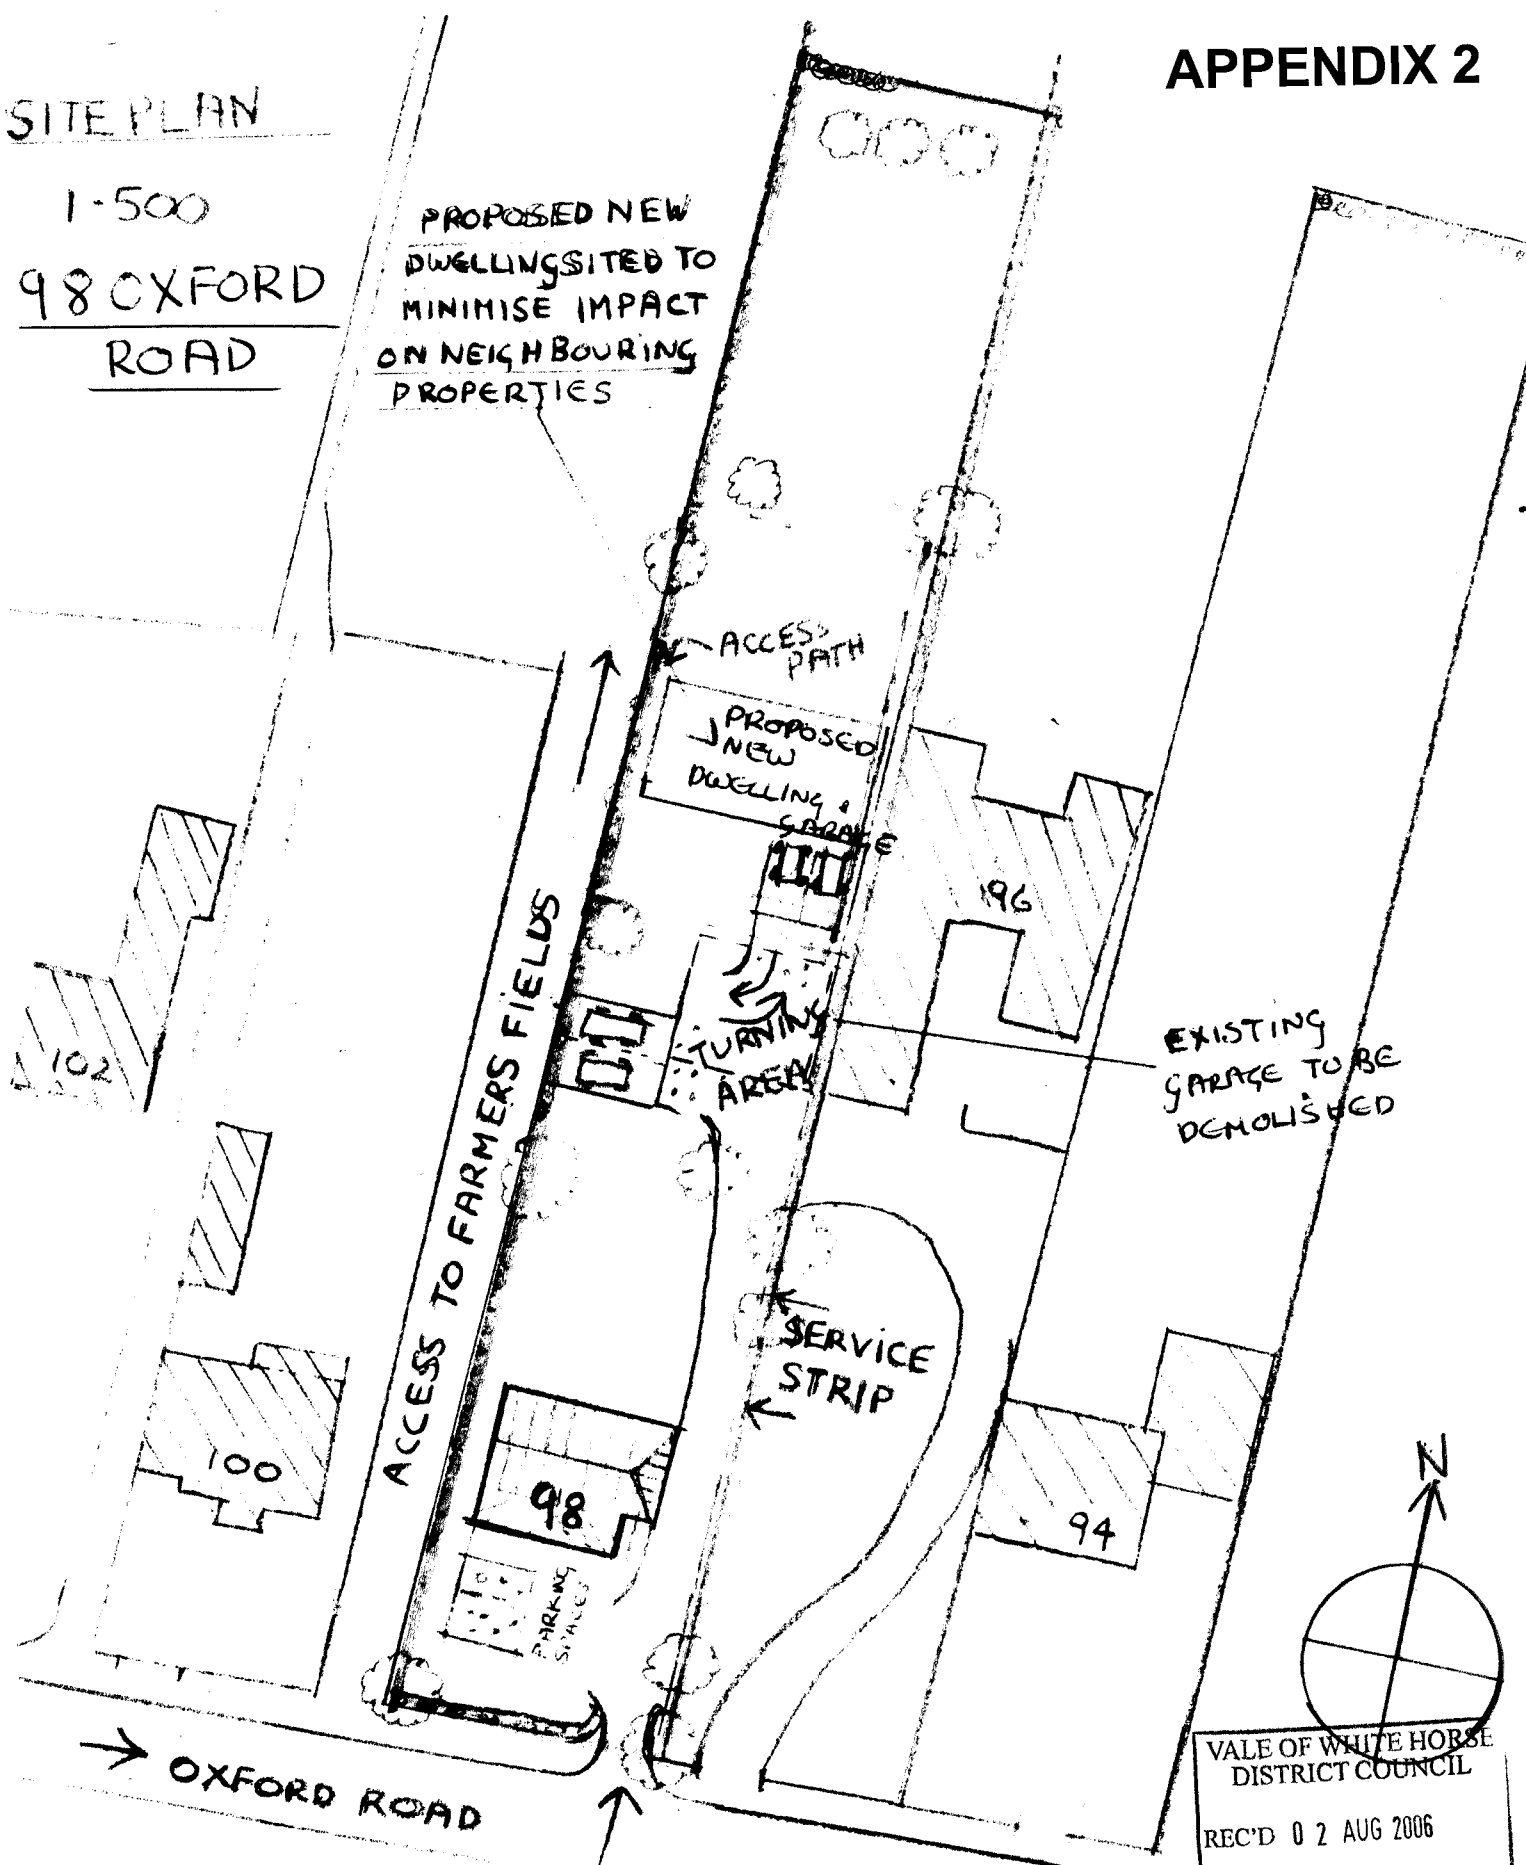 APPENDIX 2
SITE PLAN
1-500
98 OXFORD
ROAD
PROPOSED NEW
DWELLING SITED TO
MINIMISE IMPACT
ON NEIGHBOURING
PROPERTIES
ACCESS
PATH
PROPOSED
NEW
DWELLING &
GARAGE
96
102
ACCESS TO FARMERS FIELDS
TURNING
AREA
EXISTING
GARAGE TO BE
DEMOLISHED
SERVICE
STRIP
100
98
94
PARKING
SPACES
N
OXFORD ROAD
VALE OF WHITE HORSE
DISTRICT COUNCIL
REC'D 02 AUG 2006